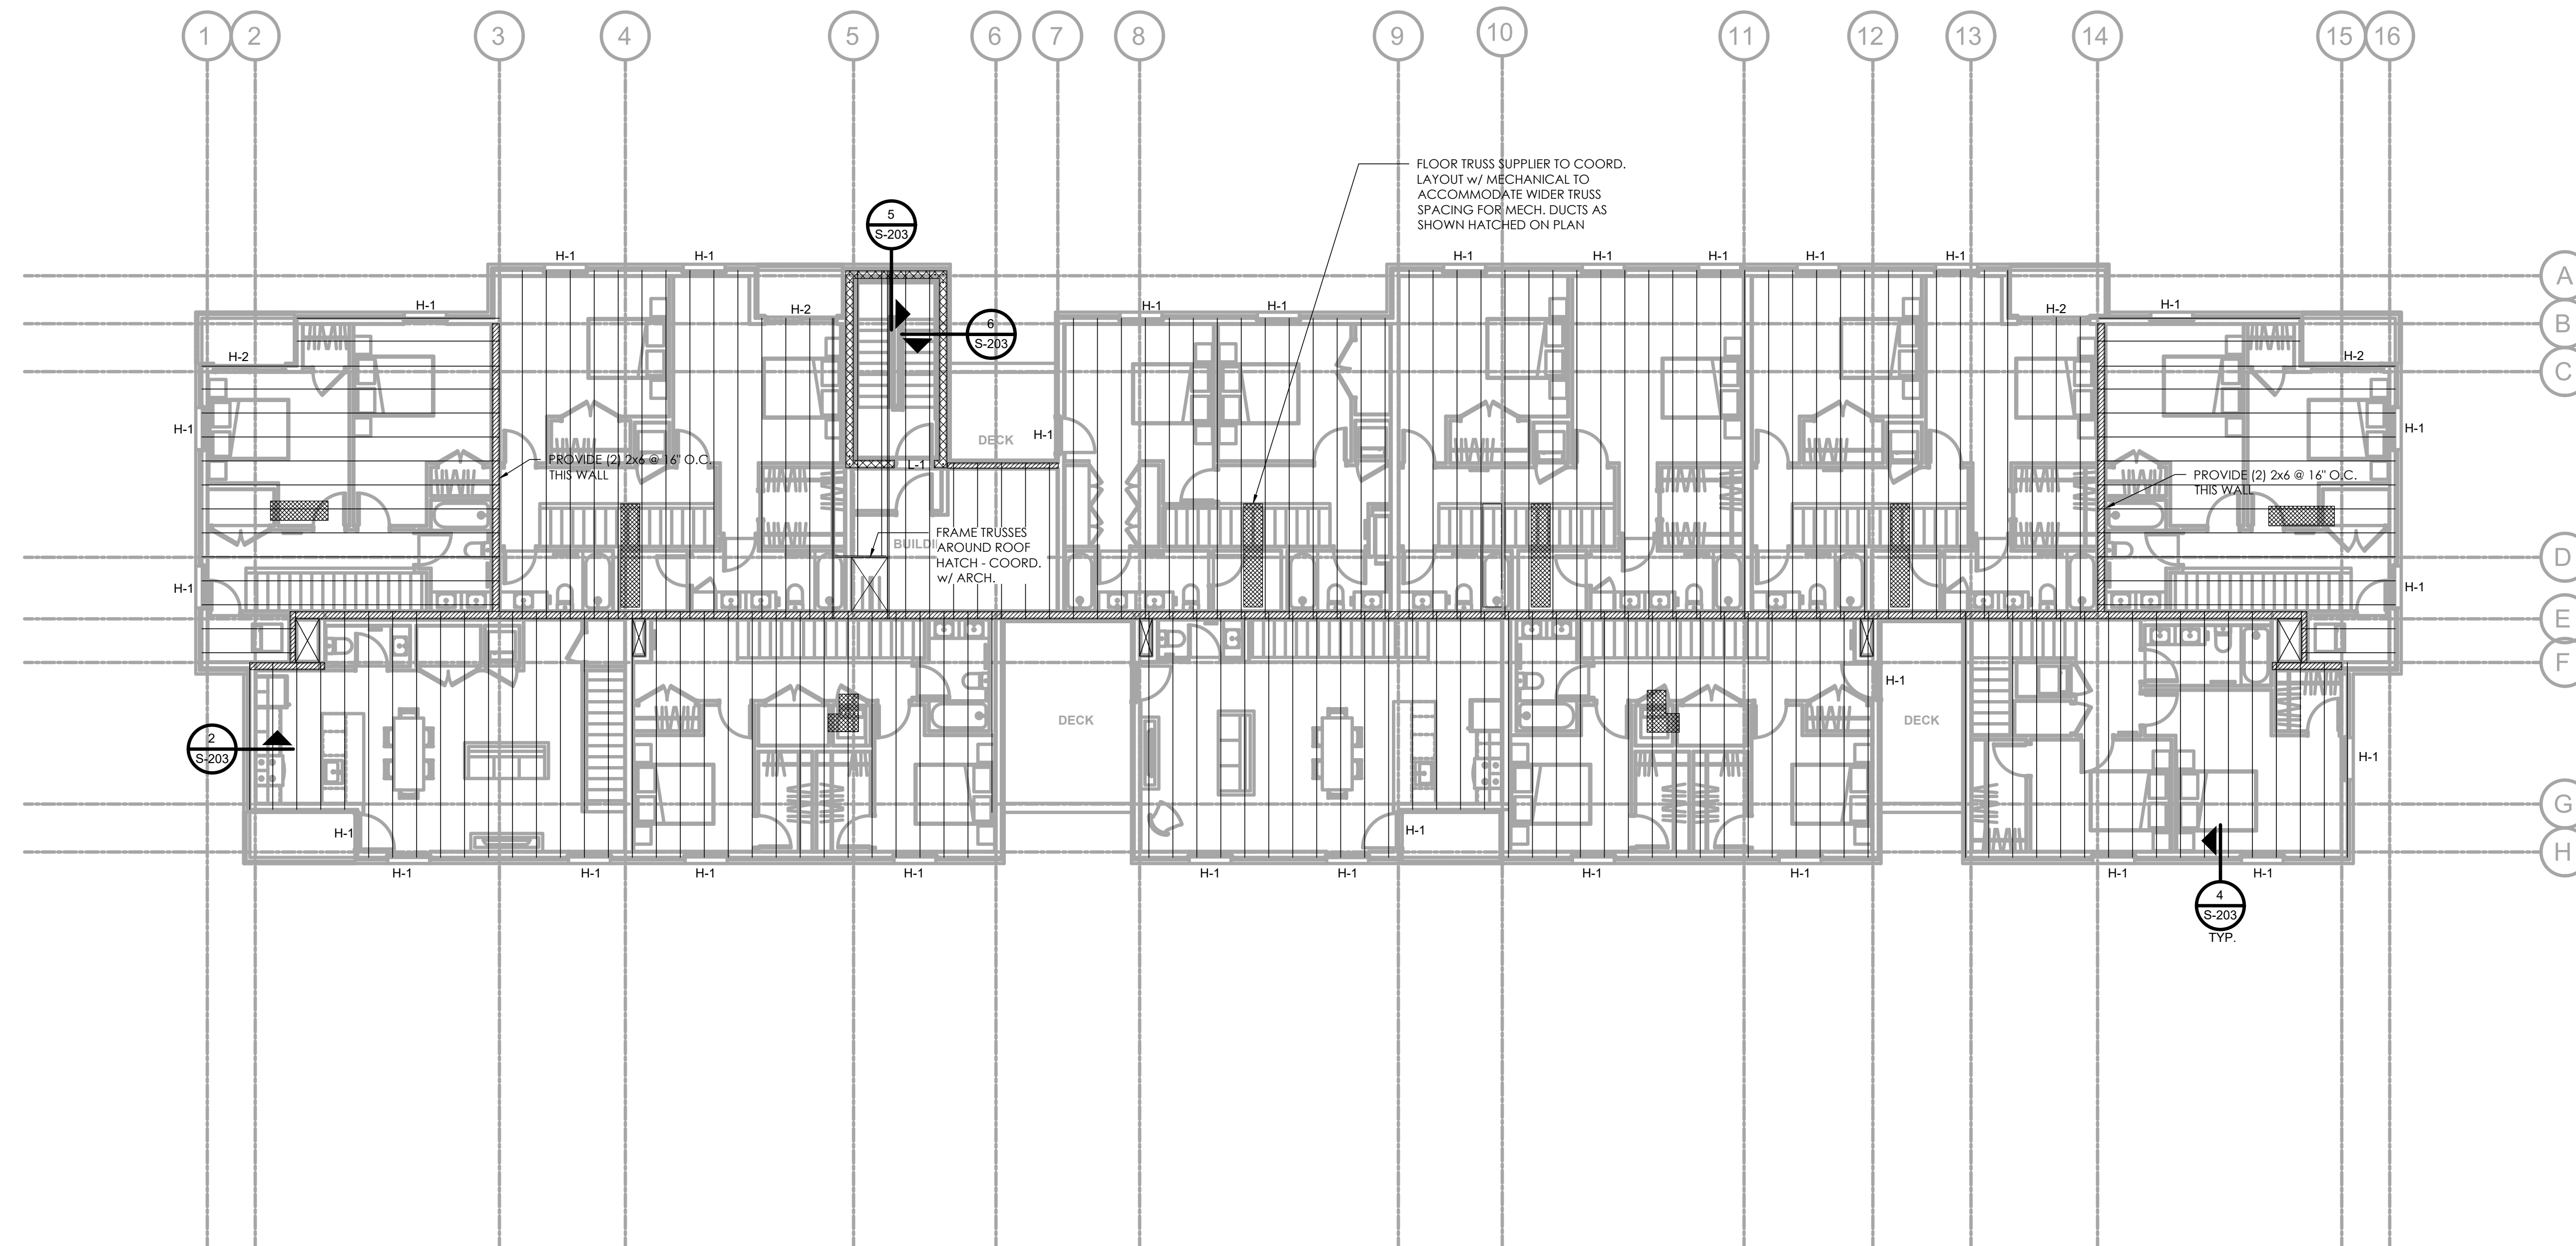 1 2 3 4 5 6 7 8 9 10 11 12 13 14 15 16
FLOOR TRUSS SUPPLIER TO COORD.
LAYOUT w/ MECHANICAL TO
ACCOMMODATE WIDER TRUSS
SPACING FOR MECH. DUCTS AS
SHOWN HATCHED ON PLAN
5
S-203
H-1 H-1 H-1 H-1 H-1 H-1 H-1
A
H-1 H-2 H-1 H-1 H-2 H-1
6
S-203
B
H-2 H-2
C
H-1 DECK H-1 H-1
L-1
PROVIDE (2) 2x6 @ 16" O.C.
THIS WALL
PROVIDE (2) 2x6 @ 16" O.C.
THIS WALL
FRAME TRUSSES
AROUND ROOF
HATCH - COORD.
w/ ARCH.
BUILDI
D
H-1 H-1
E
F
H-1
DECK DECK
2
S-203
H-1
G
H-1 H-1
H
H-1 H-1 H-1 H-1 H-1 H-1 H-1 H-1 H-1 H-1
4
S-203
TYP.